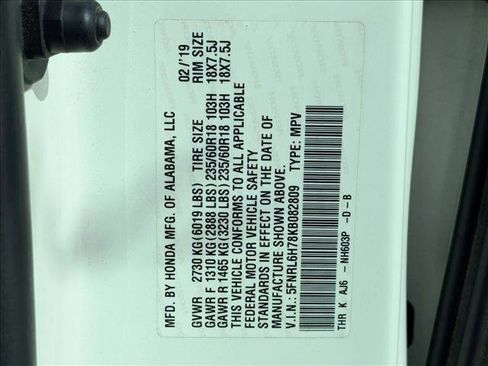 MFD. BY HONDA MFG. OF ALABAMA, LLC 02/'19
GVWR 2730 KG(6019 LBS) TIRE SIZE RIM SIZE
GAWR F 1310 KG(2888 LBS) 235/60R18 103H 18X7.5J
GAWR R 1465 KG(3230 LBS) 235/60R18 103H 18X7.5J
THIS VEHICLE CONFORMS TO ALL APPLICABLE
FEDERAL MOTOR VEHICLE SAFETY
STANDARDS IN EFFECT ON THE DATE OF
MANUFACTURE SHOWN ABOVE.
V.I.N.: 5FNRL6H78KB082809 TYPE: MPV
THR K AJ6 - NH603P -D-B